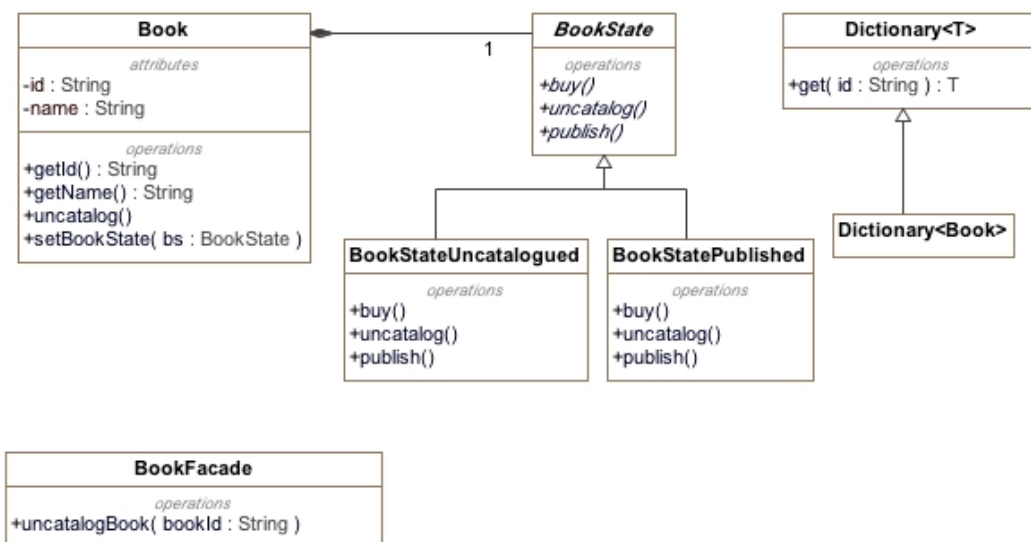 Book
attributes
-id : String
-name : String
operations
+getId() : String
+getName() : String
+uncatalog()
+setBookState( bs : BookState )
1
BookState
operations
+buy()
+uncatalog()
+publish()
Dictionary<T>
operations
+get( id : String ) : T
BookStateUncatalogued
operations
+buy()
+uncatalog()
+publish()
BookStatePublished
operations
+buy()
+uncatalog()
+publish()
Dictionary<Book>
BookFacade
operations
+uncatalogBook( bookId : String )